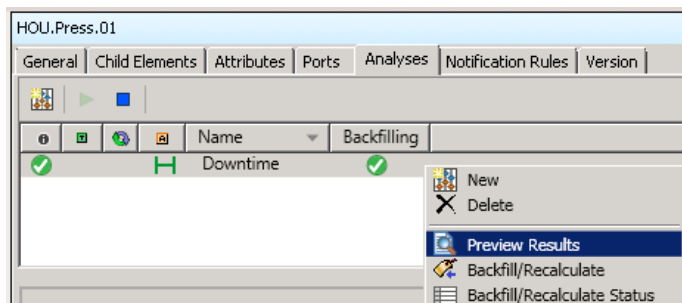 HOU.Press.01
General Child Elements Attributes Ports Analyses Notification Rules Version
Name Backfilling
Downtime
New
Delete
Preview Results
Backfill/Recalculate
Backfill/Recalculate Status